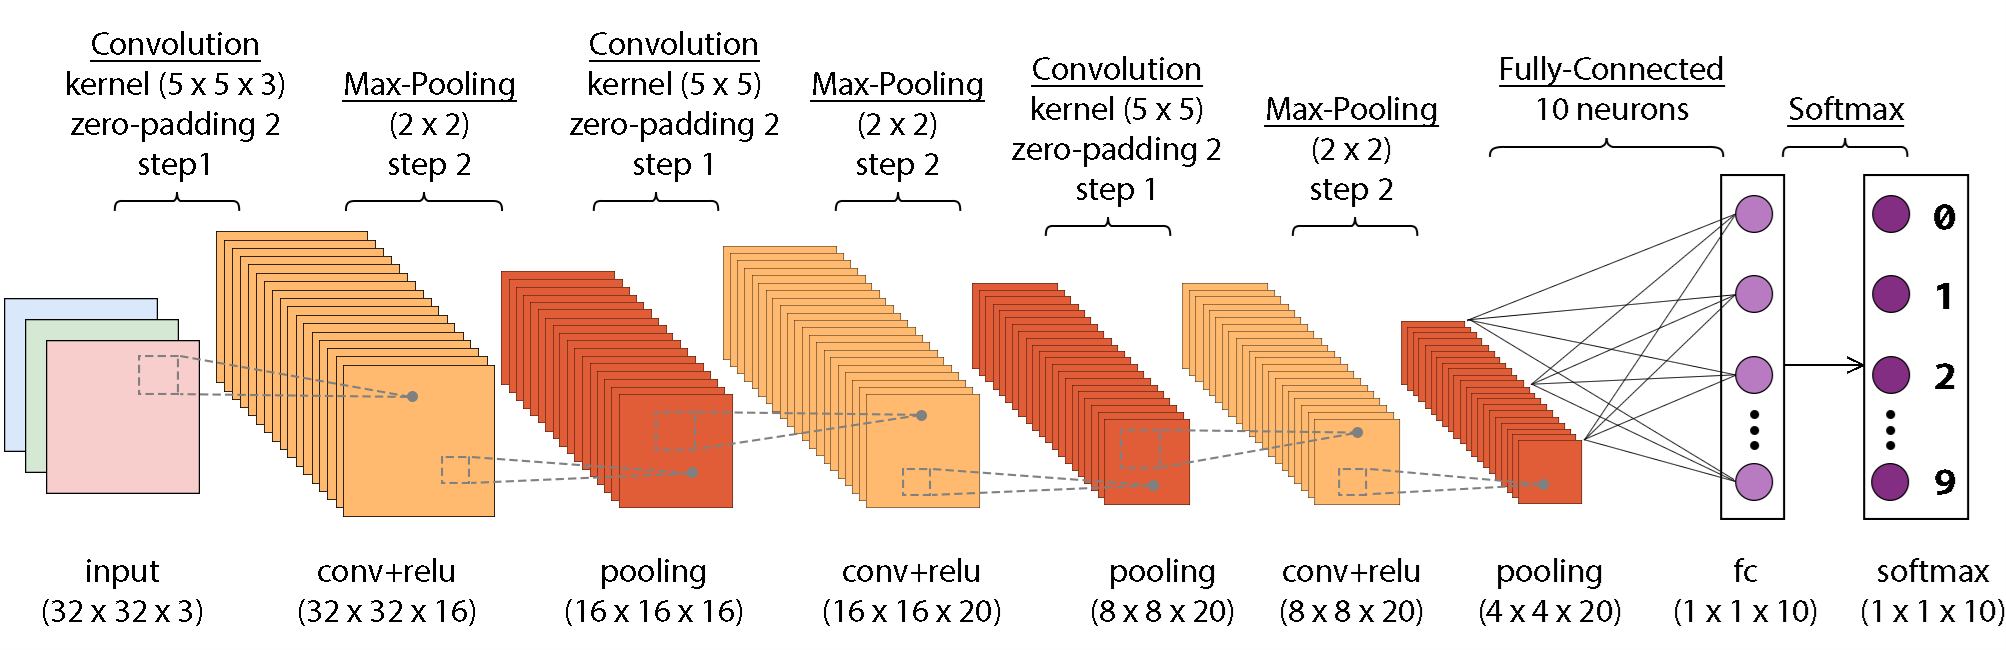 Convolution
kernel (5 x 5 x 3)
zero-padding 2
step1
Max-Pooling
(2 x 2)
step 2
Convolution
kernel (5 x 5)
zero-padding 2
step 1
Max-Pooling
(2 x 2)
step 2
Convolution
kernel (5 x 5)
zero-padding 2
step 1
Max-Pooling
(2 x 2)
step 2
Fully-Connected
10 neurons
Softmax
0
1
2
9
input
(32 x 32 x 3)
conv+relu
(32 x 32 x 16)
pooling
(16 x 16 x 16)
conv+relu
(16 x 16 x 20)
pooling
(8 x 8 x 20)
conv+relu
(8 x 8 x 20)
pooling
(4 x 4 x 20)
fc
(1 x 1 x 10)
softmax
(1 x 1 x 10)